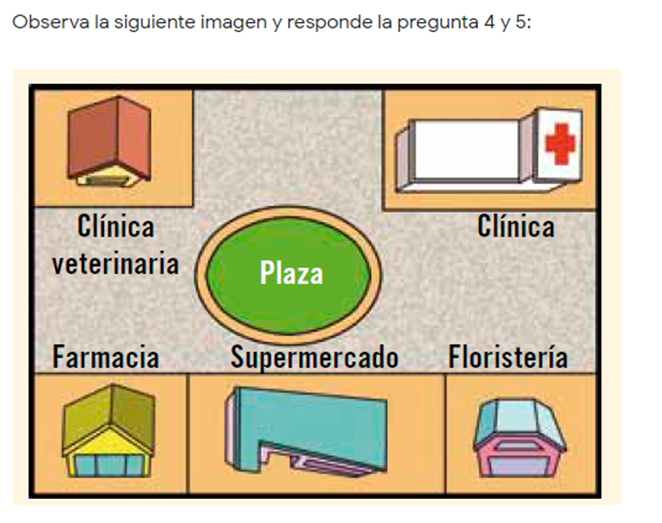 Observa la siguiente imagen y responde la pregunta 4 y 5:
Clínica
veterinaria
Clínica
Plaza
Farmacia
Supermercado
Floristería